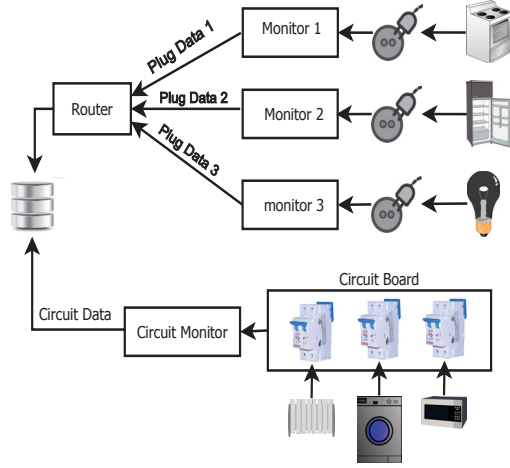 Monitor 1
Plug Data 1
Router
Plug Data 2
Monitor 2
Plug Data 3
monitor 3
Circuit Board
Circuit Data
Circuit Monitor